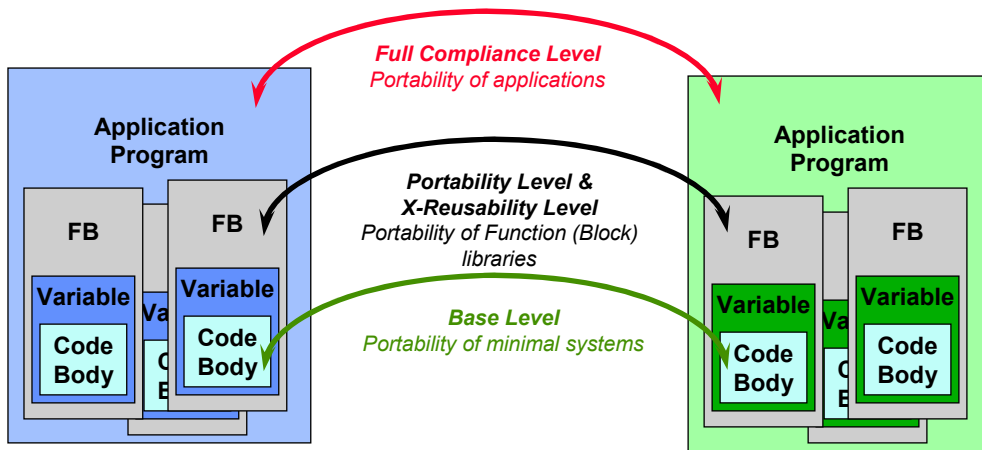 Full Compliance Level
Portability of applications
Application
Program
FB
FB
Variable
Variable
Code
Body
Code
Body
Portability Level &
X-Reusability Level
Portability of Function (Block)
libraries
Base Level
Portability of minimal systems
Application
Program
FB
FB
Variable
Variable
Code
Body
Code
Body